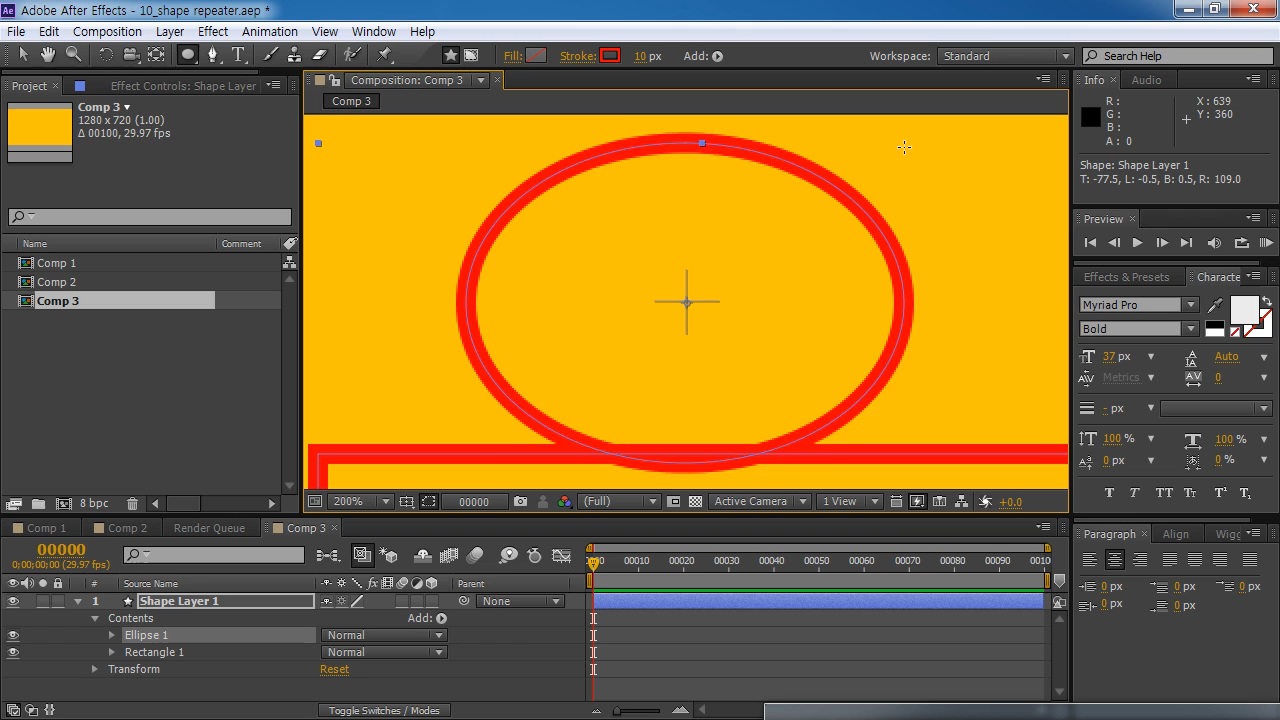 Adobe After Effects - 10_shape repeater.aep *
File Edit Composition Layer Effect Animation View Window Help
Fill: Stroke: 10 px Add: Workspace: Standard Search Help
Project Effect Controls: Shape Layer Composition: Comp 3 Info Audio
Comp 3
1280 x 720 (1.00)
Δ 00100, 29.97 fps
Comp 3
R :
G :
B :
A : 0
X : 639
Y : 360
Shape: Shape Layer 1
T: -77.5, L: -0.5, B: 0.5, R: 109.0
Preview
Name Comment
Comp 1
Comp 2
Comp 3
Effects & Presets Characte
Myriad Pro
Bold
37 px Auto
Metrics 0
- px
100 % 100 %
0 px 0 %
T T TT Tt T¹ T₁
8 bpc
200% 00000 (Full) Active Camera 1 View +0.0
Comp 1 Comp 2 Render Queue Comp 3
Paragraph Align Wigg
00000
0;00;00;00 (29.97 fps)
00010 00020 00030 00040 00050 00060 00070 00080 00090 0010
# Source Name Parent
1 Shape Layer 1 None
Contents Add:
Ellipse 1 Normal
Rectangle 1 Normal
Transform Reset
0 px 0 px 0 px
0 px 0 px
Toggle Switches / Modes